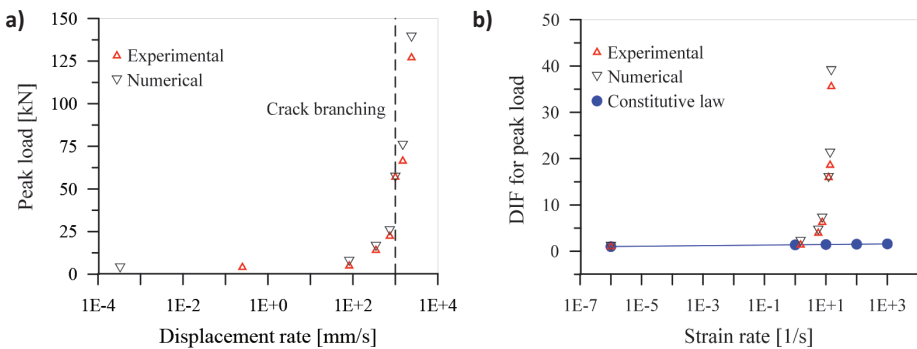 a)
150
125
100
75
50
25
0
Peak load [kN]
Experimental
Numerical
Crack branching
1E-4
1E-2
1E+0
1E+2
1E+4
Displacement rate [mm/s]
b)
50
40
30
20
10
0
DIF for peak load
Experimental
Numerical
Constitutive law
1E-7
1E-5
1E-3
1E-1
1E+1
1E+3
Strain rate [1/s]